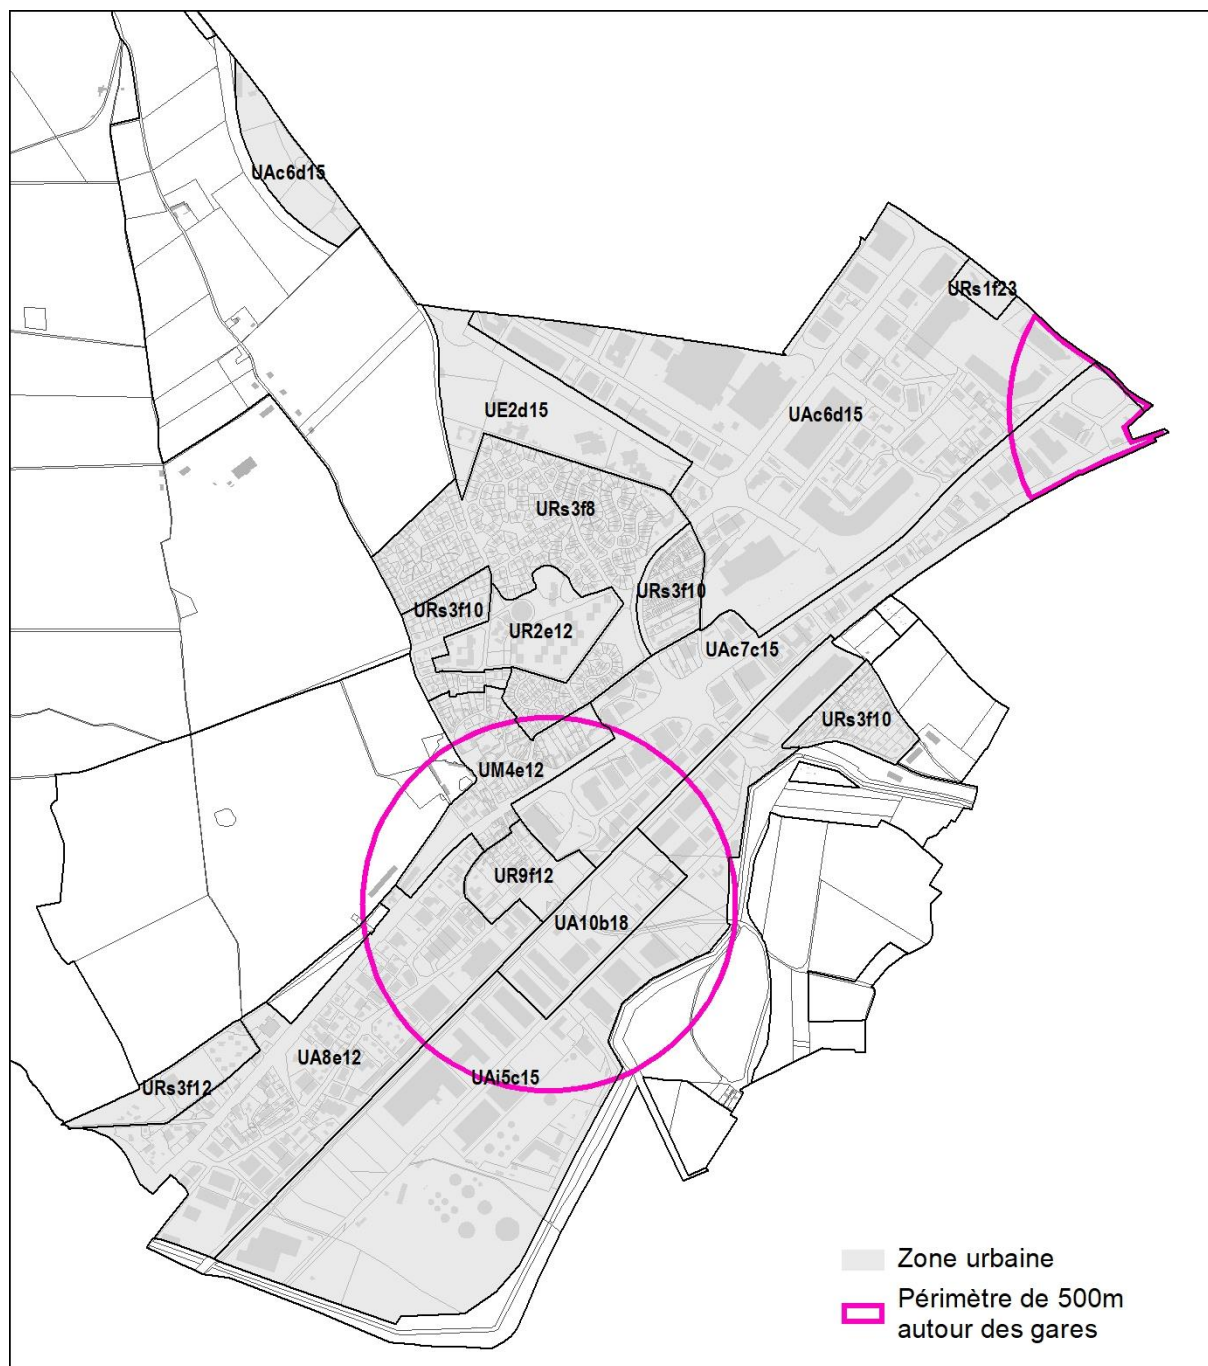 UAc6d15
URs1f23
UE2d15
UAc6d15
URs3f8
URs3f10
URs3f10
UR2e12
UAc7c15
URs3f10
UM4e12
UR9f12
UA10b18
UA8e12
UAi5c15
URs3f12
Zone urbaine
Périmètre de 500m
autour des gares